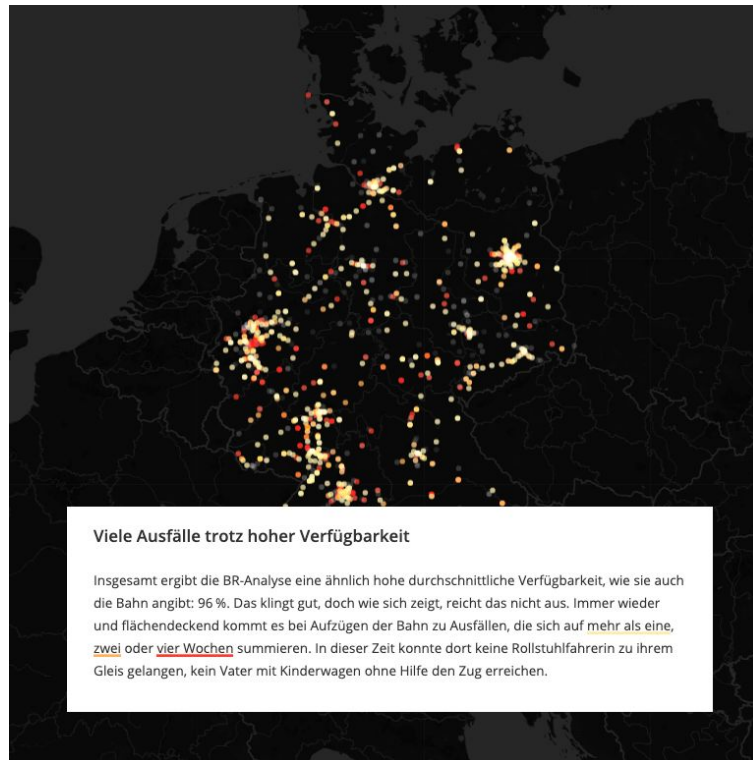 Viele Ausfälle trotz hoher Verfügbarkeit
Insgesamt ergibt die BR-Analyse eine ähnlich hohe durchschnittliche Verfügbarkeit, wie sie auch
die Bahn angibt: 96 %. Das klingt gut, doch wie sich zeigt, reicht das nicht aus. Immer wieder
und flächendeckend kommt es bei Aufzügen der Bahn zu Ausfällen, die sich auf mehr als eine,
zwei oder vier Wochen summieren. In dieser Zeit konnte dort keine Rollstuhlfahrerin zu ihrem
Gleis gelangen, kein Vater mit Kinderwagen ohne Hilfe den Zug erreichen.